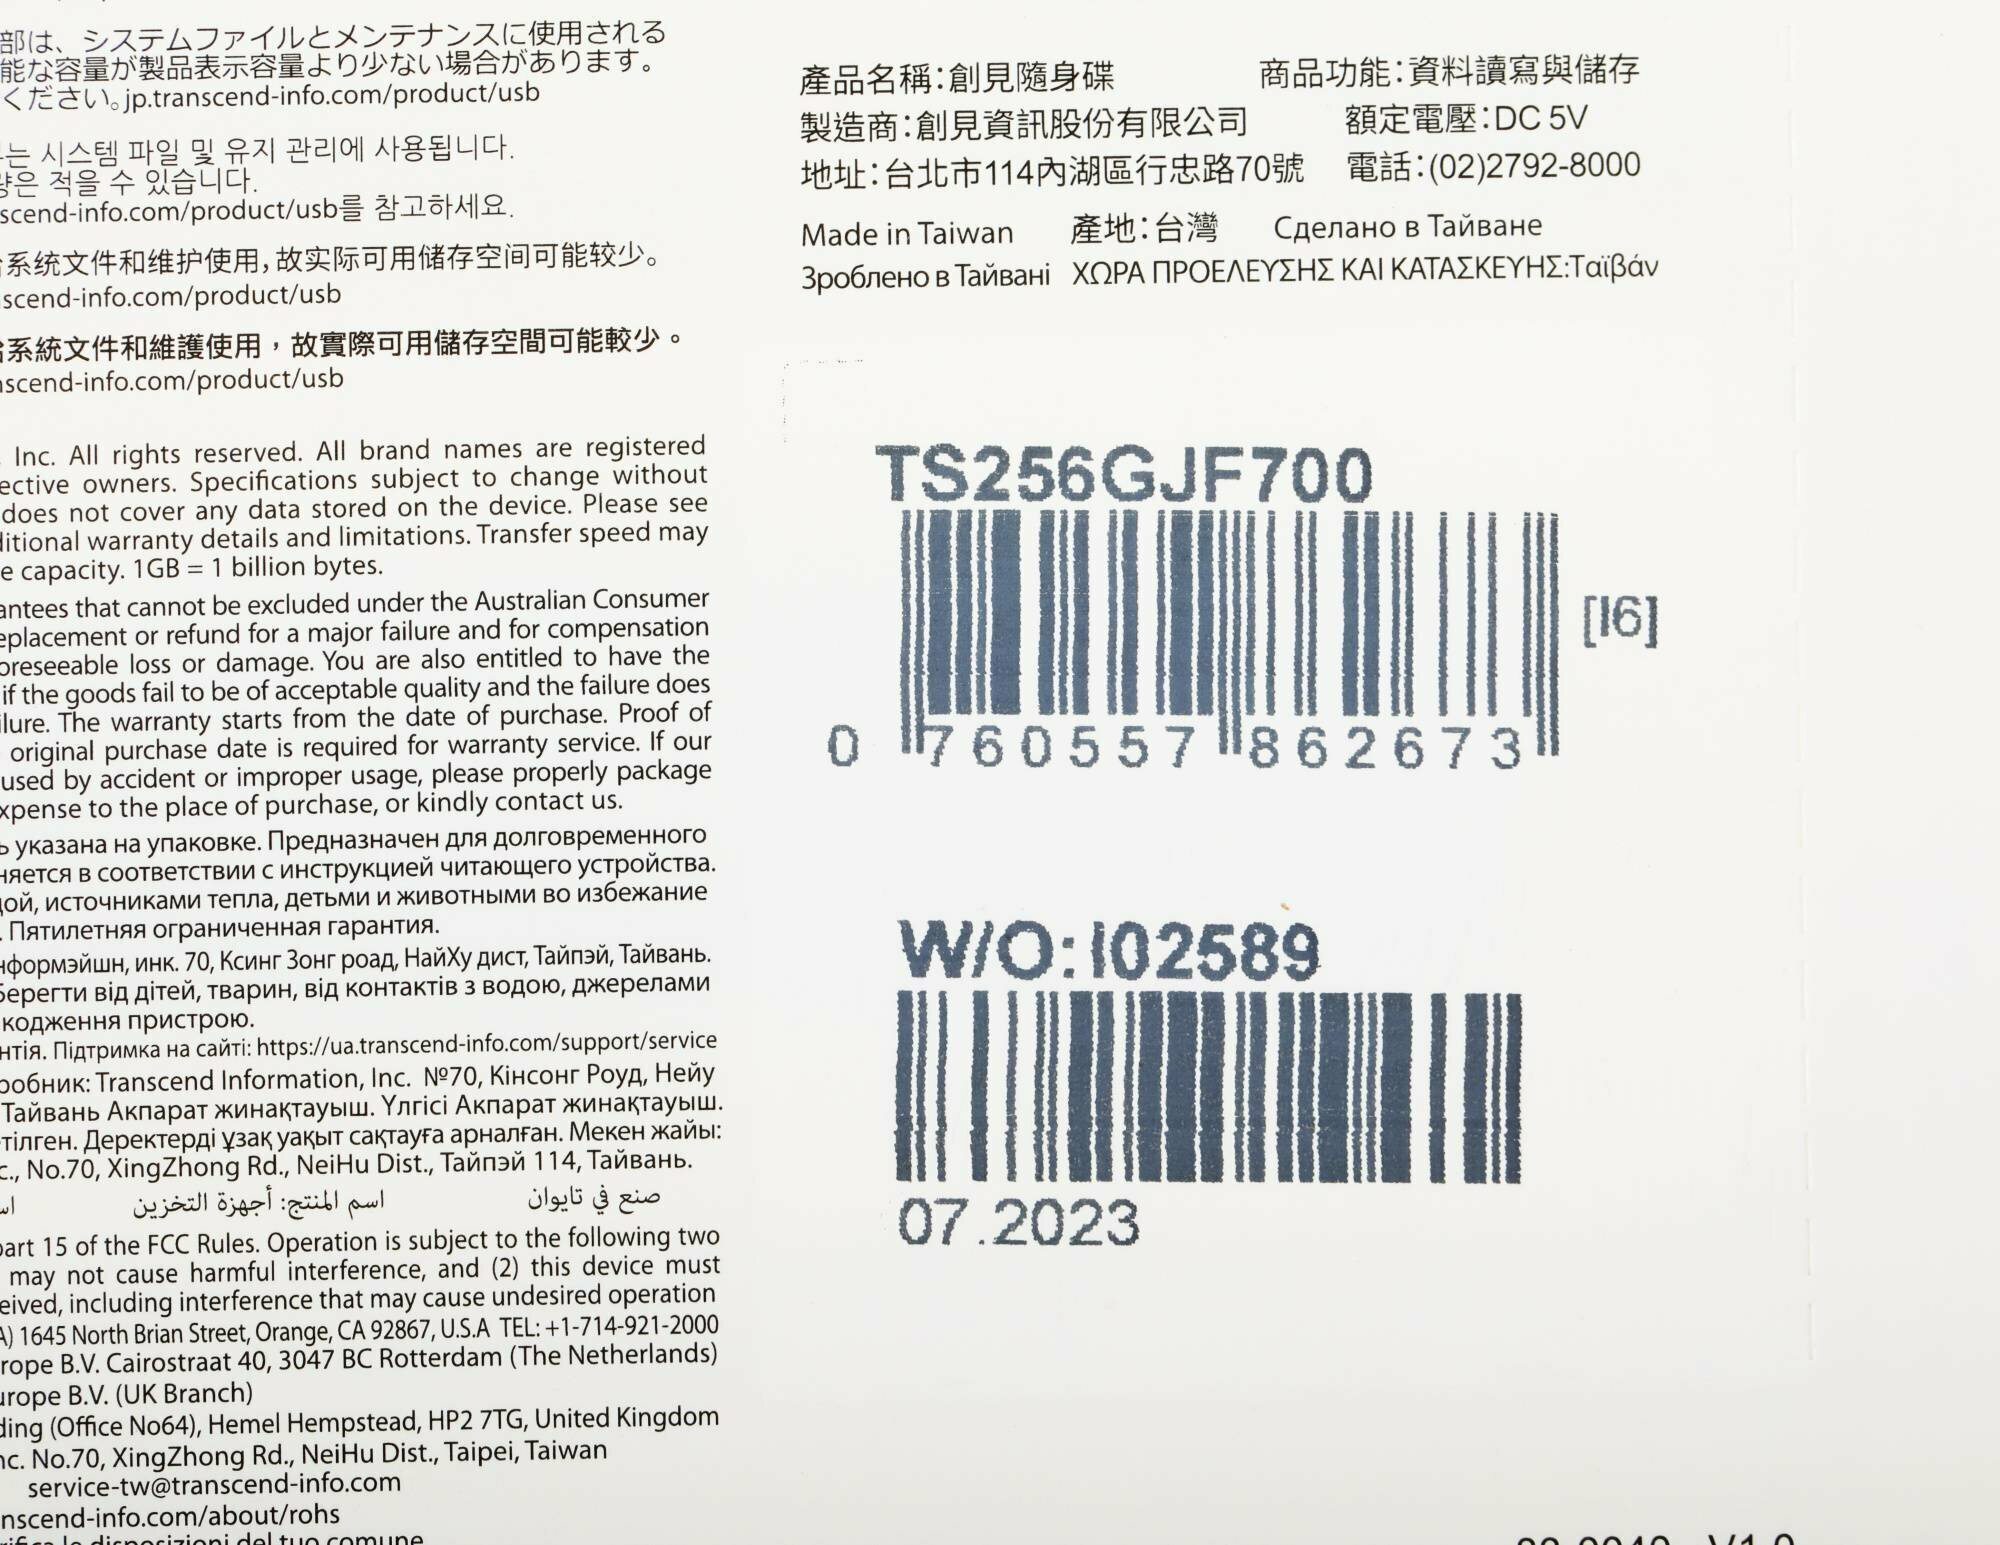 部は、システムファイルとメンテナンスに使用される
能な容量が製品表示容量より少ない場合があります。
ください。jp.transcend-info.com/product/usb
는 시스템 파일 및 유지 관리에 사용됩니다.
량은 적을 수 있습니다.
scend-info.com/product/usb를 참고하세요.
系统文件和维护使用,故实际可用储存空间可能较少。
nscend-info.com/product/usb
系統文件和維護使用，故實際可用儲存空間可能較少。
nscend-info.com/product/usb
Inc. All rights reserved. All brand names are registered
ective owners. Specifications subject to change without
does not cover any data stored on the device. Please see
ditional warranty details and limitations. Transfer speed may
e capacity. 1GB = 1 billion bytes.
antees that cannot be excluded under the Australian Consumer
eplacement or refund for a major failure and for compensation
oreseeable loss or damage. You are also entitled to have the
if the goods fail to be of acceptable quality and the failure does
ilure. The warranty starts from the date of purchase. Proof of
original purchase date is required for warranty service. If our
used by accident or improper usage, please properly package
xpense to the place of purchase, or kindly contact us.
ь указана на упаковке. Предназначен для долговременного
няется в соответствии с инструкцией читающего устройства.
дой, источниками тепла, детьми и животными во избежание
. Пятилетняя ограниченная гарантия.
нформэйшн, инк. 70, Ксинг Зонг роад, НайХу дист, Тайпэй, Тайвань.
Берегти від дітей, тварин, від контактів з водою, джерелами
кодження пристрою.
нтія. Підтримка на сайті: https://ua.transcend-info.com/support/service
робник: Transcend Information, Inc. №70, Кінсонг Роуд, Нейу
Тайвань Акпарат жинақтауыш. Үлгісі Акпарат жинақтауыш.
тілген. Деректерді ұзақ уақыт сақтауға арналған. Мекен жайы:
c., No.70, XingZhong Rd., NeiHu Dist., Тайпэй 114, Тайвань.
صنع في تايوان اسم المنتج: أجهزة التخزين
part 15 of the FCC Rules. Operation is subject to the following two
may not cause harmful interference, and (2) this device must
eived, including interference that may cause undesired operation
A) 1645 North Brian Street, Orange, CA 92867, U.S.A TEL: +1-714-921-2000
rope B.V. Cairostraat 40, 3047 BC Rotterdam (The Netherlands)
urope B.V. (UK Branch)
ding (Office No64), Hemel Hempstead, HP2 7TG, United Kingdom
nc. No.70, XingZhong Rd., NeiHu Dist., Taipei, Taiwan
service-tw@transcend-info.com
nscend-info.com/about/rohs
rifica le disposizioni del tuo comune
產品名稱:創見隨身碟 商品功能:資料讀寫與儲存
製造商:創見資訊股份有限公司 額定電壓:DC 5V
地址:台北市114內湖區行忠路70號 電話:(02)2792-8000
Made in Taiwan 產地:台灣 Сделано в Тайване
Зроблено в Тайвані ΧΩΡΑ ΠΡΟΕΛΕΥΣΗΣ ΚΑΙ ΚΑΤΑΣΚΕΥΗΣ:Ταϊβάν
TS256GJF700
[I6]
0 760557 862673
W/O:I02589
07.2023